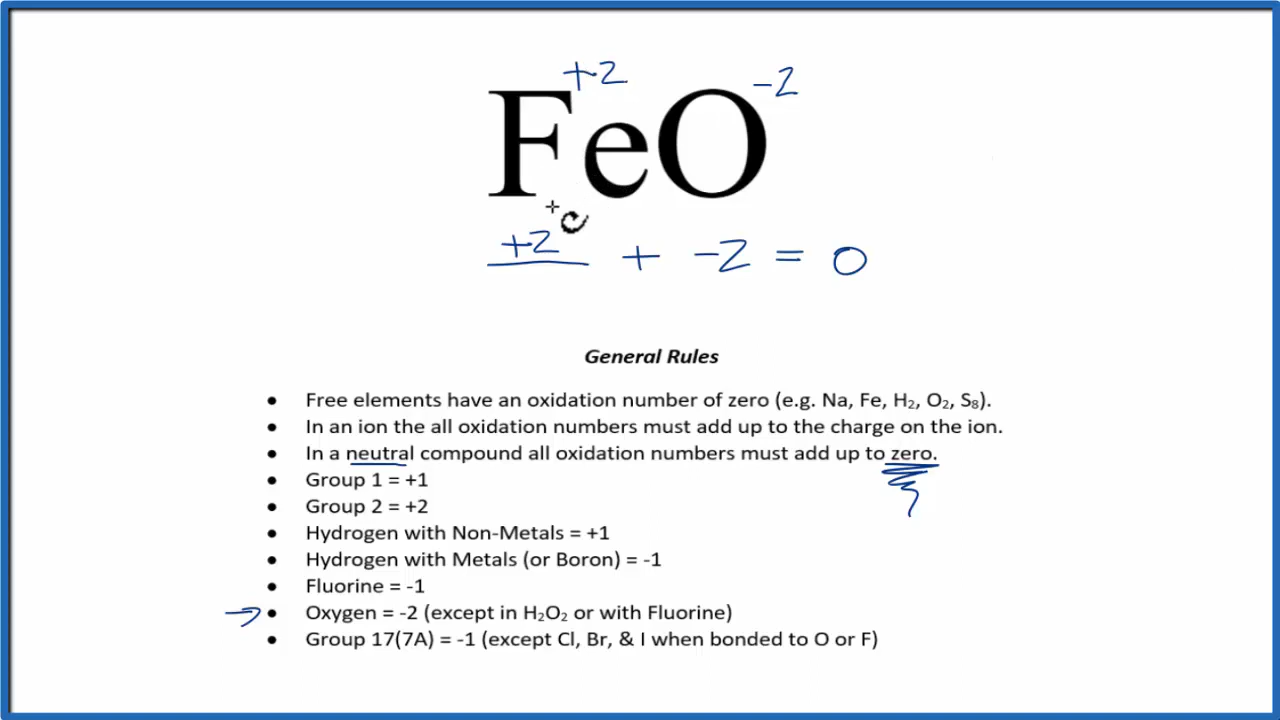 +2 -2
FeO
+2 + -2 = 0
General Rules
• Free elements have an oxidation number of zero (e.g. Na, Fe, H₂, O₂, S₈).
• In an ion the all oxidation numbers must add up to the charge on the ion.
• In a neutral compound all oxidation numbers must add up to zero.
• Group 1 = +1
• Group 2 = +2
• Hydrogen with Non-Metals = +1
• Hydrogen with Metals (or Boron) = -1
• Fluorine = -1
→ • Oxygen = -2 (except in H₂O₂ or with Fluorine)
• Group 17(7A) = -1 (except Cl, Br, & I when bonded to O or F)